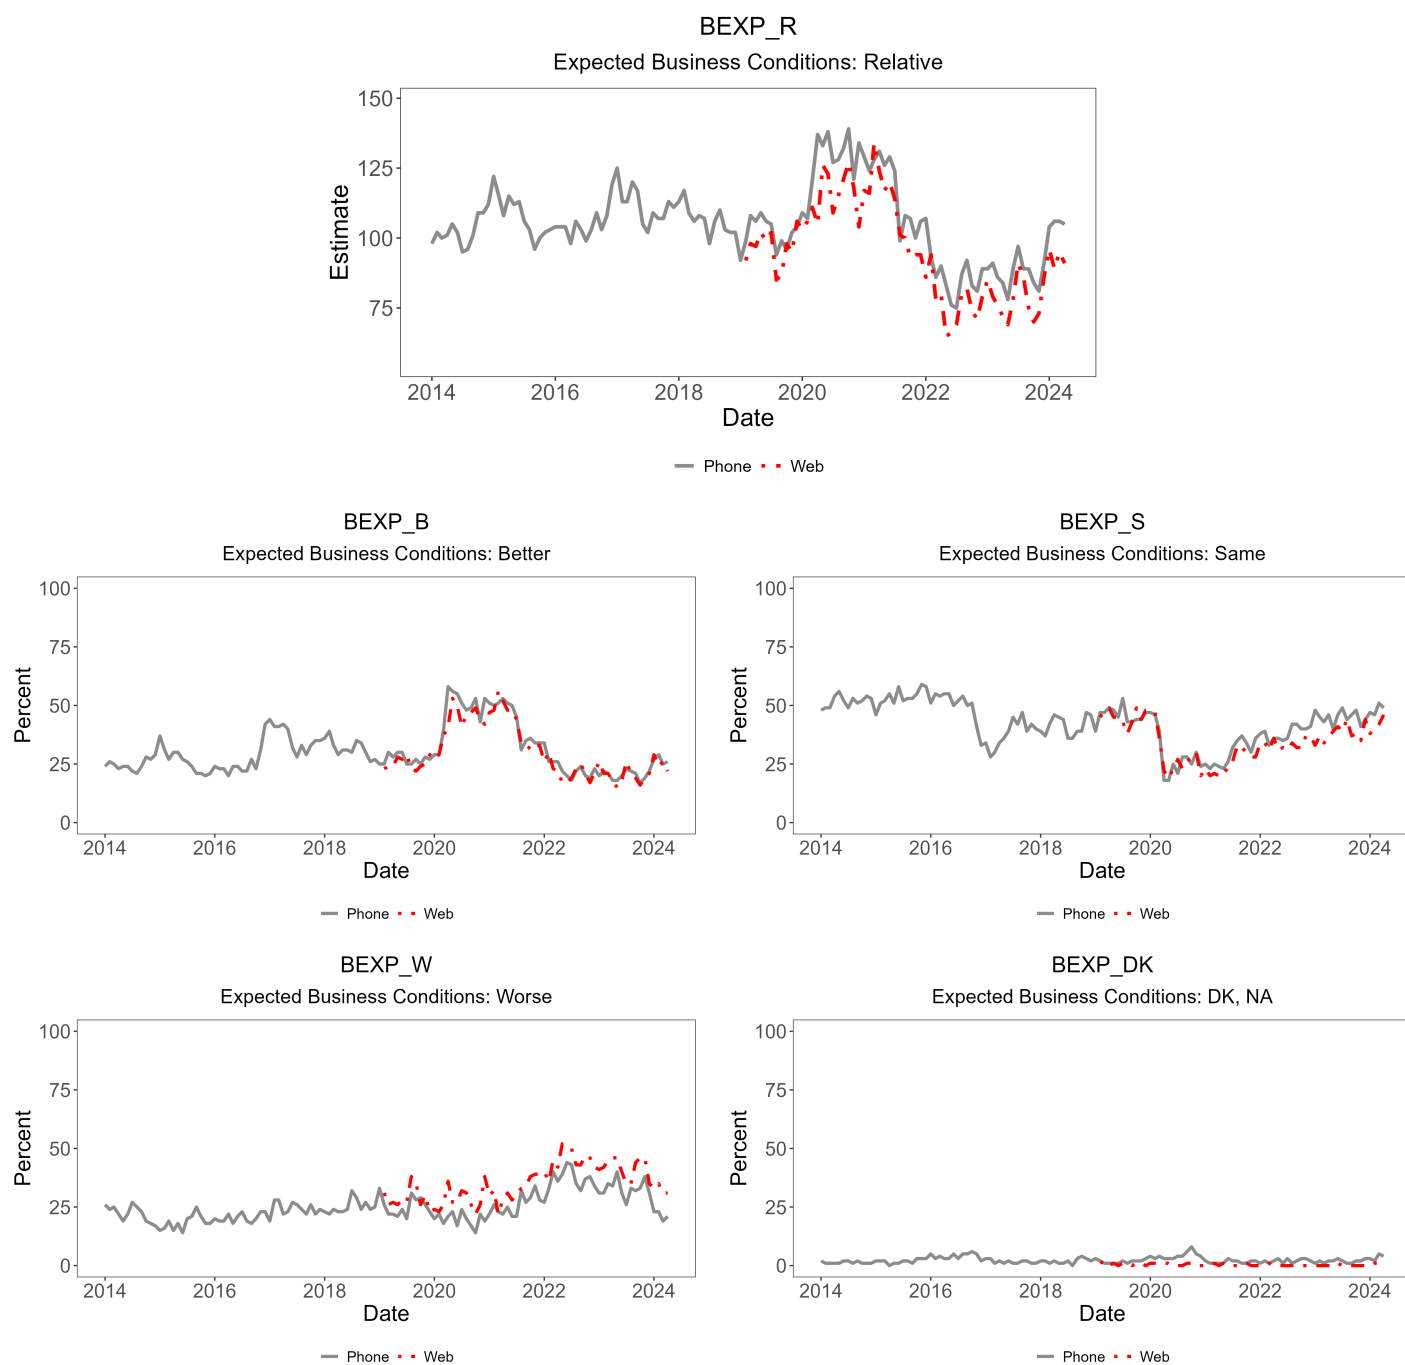 BEXP_R
Expected Business Conditions: Relative
150
125
100
75
Estimate
2014 2016 2018 2020 2022 2024
Date
Phone Web
BEXP_B
Expected Business Conditions: Better
100
75
50
25
0
Percent
2014 2016 2018 2020 2022 2024
Date
Phone Web
BEXP_S
Expected Business Conditions: Same
100
75
50
25
0
Percent
2014 2016 2018 2020 2022 2024
Date
Phone Web
BEXP_W
Expected Business Conditions: Worse
100
75
50
25
0
Percent
2014 2016 2018 2020 2022 2024
Date
Phone Web
BEXP_DK
Expected Business Conditions: DK, NA
100
75
50
25
0
Percent
2014 2016 2018 2020 2022 2024
Date
Phone Web